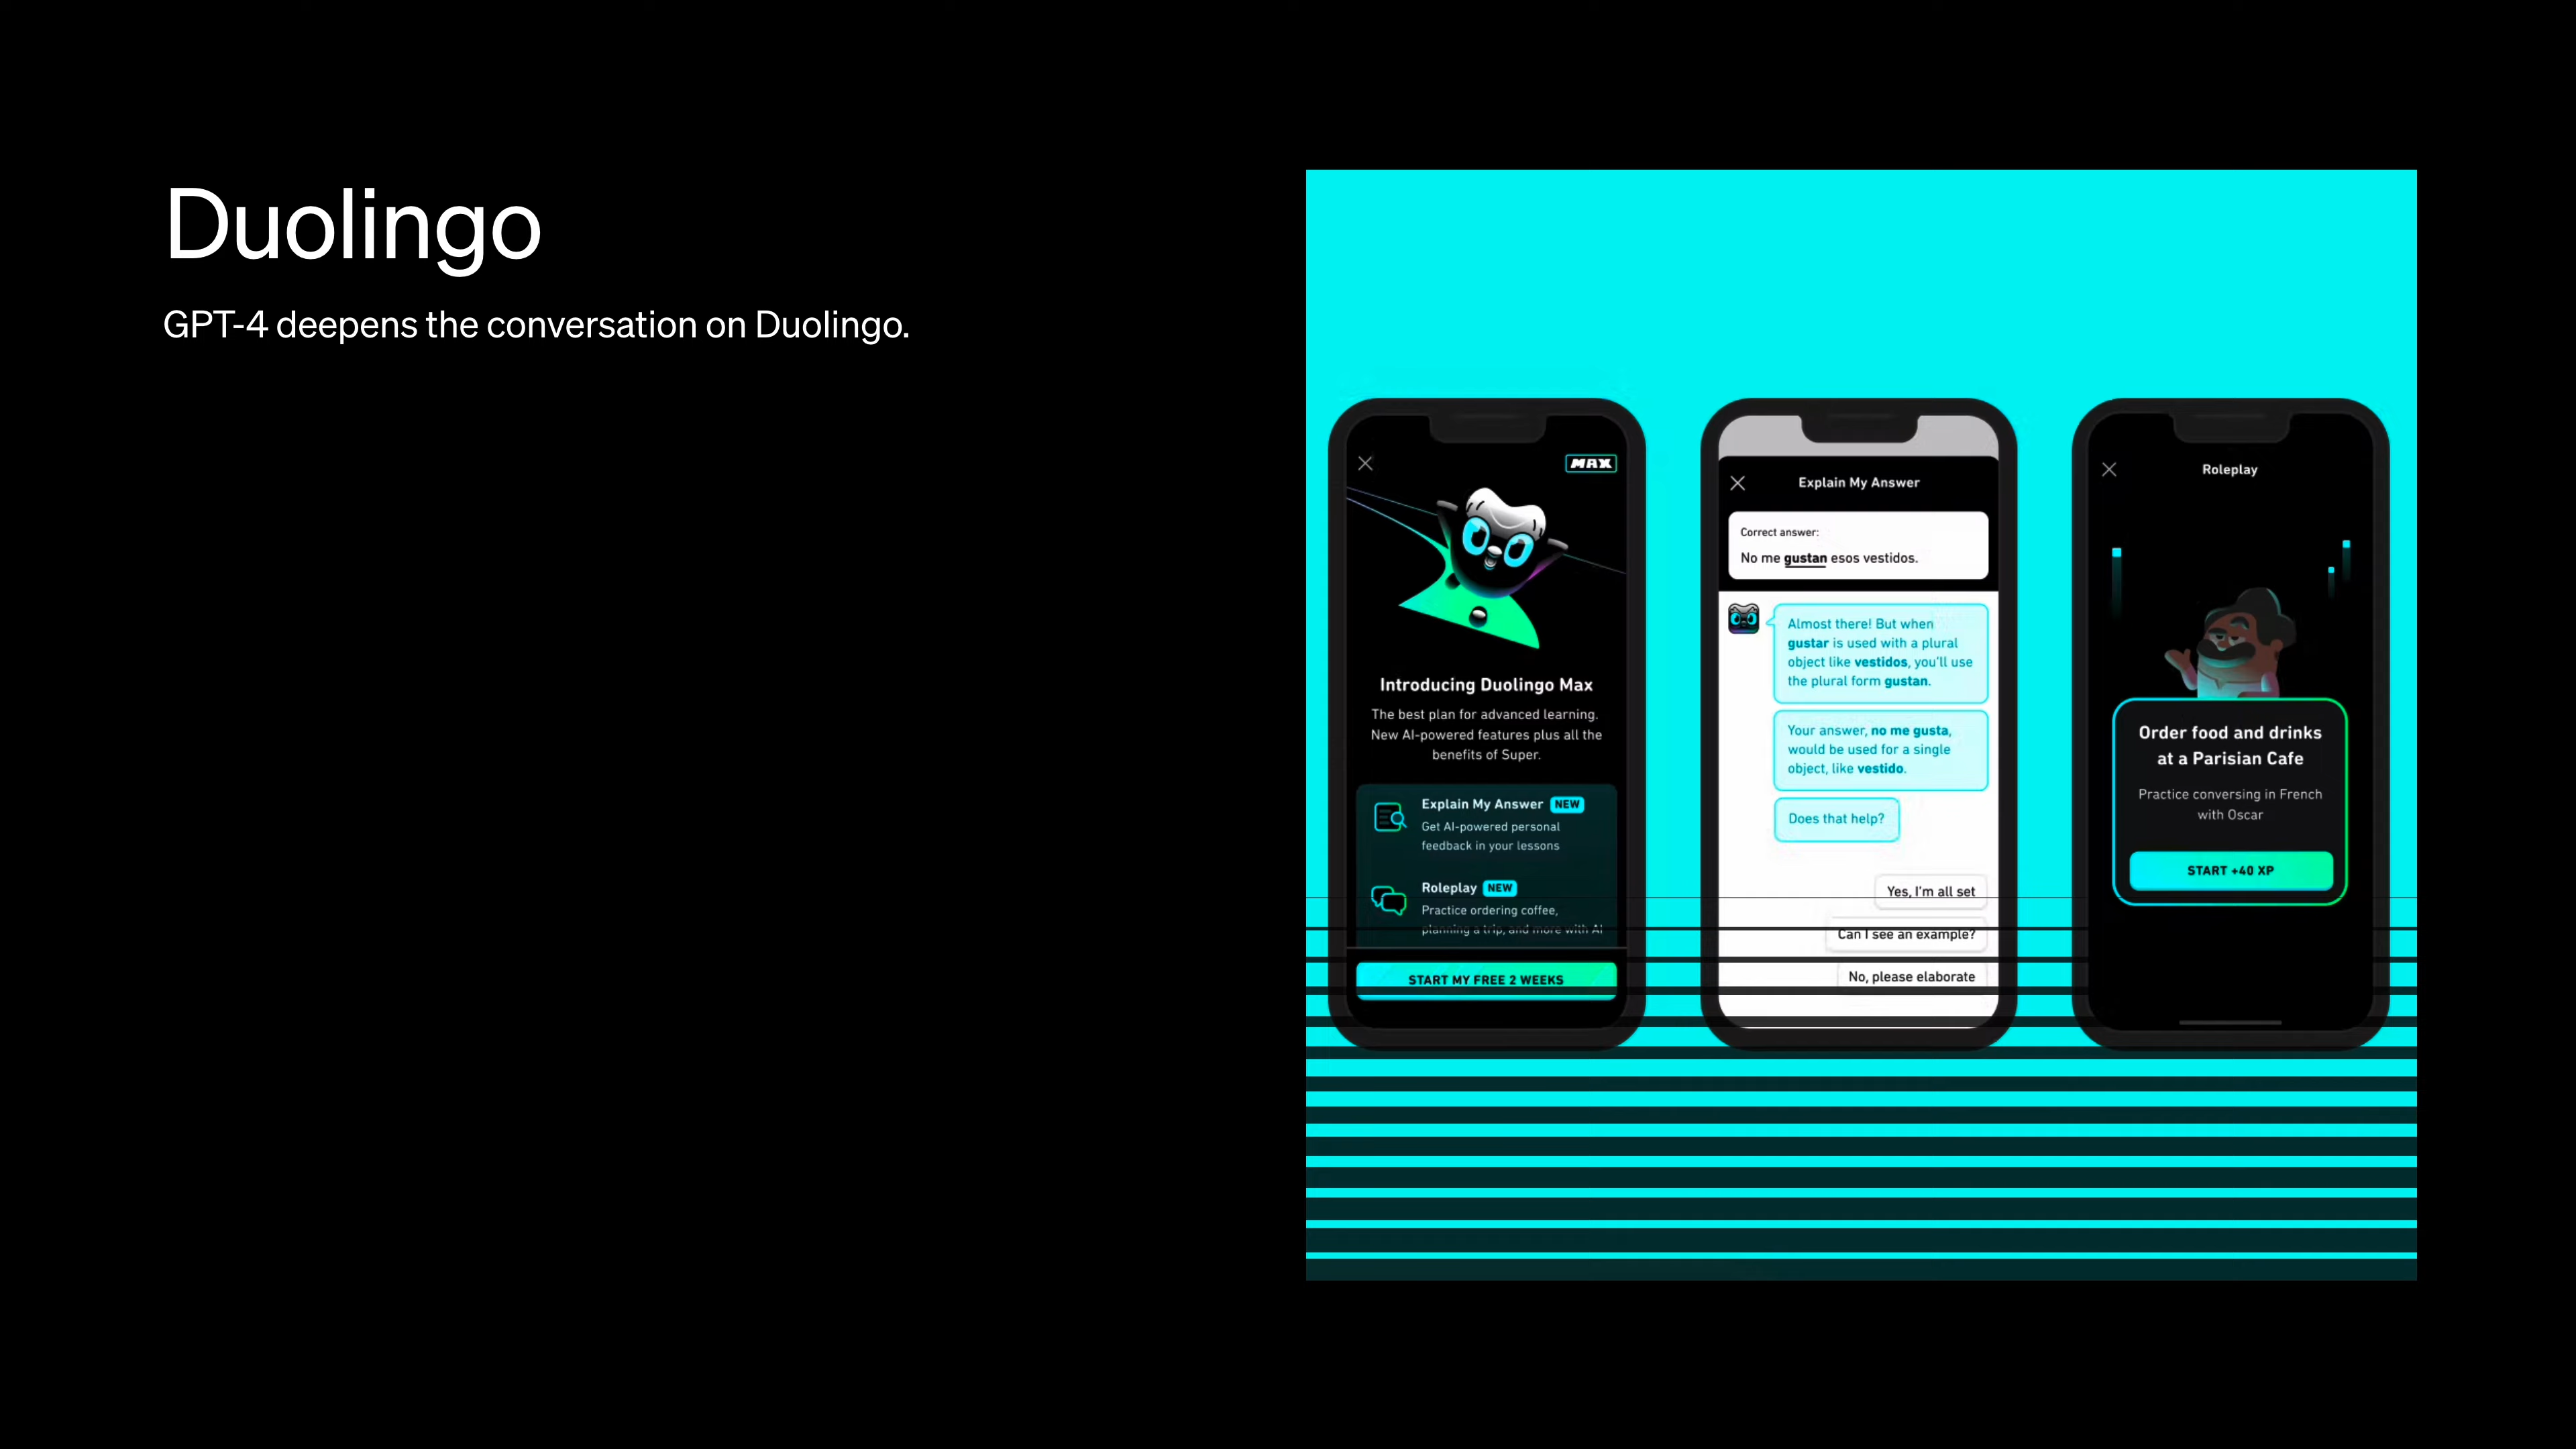 Duolingo
GPT-4 deepens the conversation on Duolingo.
MAX
Introducing Duolingo Max
The best plan for advanced learning.
New AI-powered features plus all the
benefits of Super.
Explain My Answer NEW
Get AI-powered personal
feedback in your lessons
Roleplay NEW
Practice ordering coffee,
planning a trip, and more with AI
START MY FREE 2 WEEKS
Explain My Answer
Correct answer:
No me gustan esos vestidos.
Almost there! But when
gustar is used with a plural
object like vestidos, you'll use
the plural form gustan.
Your answer, no me gusta,
would be used for a single
object, like vestido.
Does that help?
Yes, I'm all set
Can I see an example?
No, please elaborate
Roleplay
Order food and drinks
at a Parisian Cafe
Practice conversing in French
with Oscar
START +40 XP